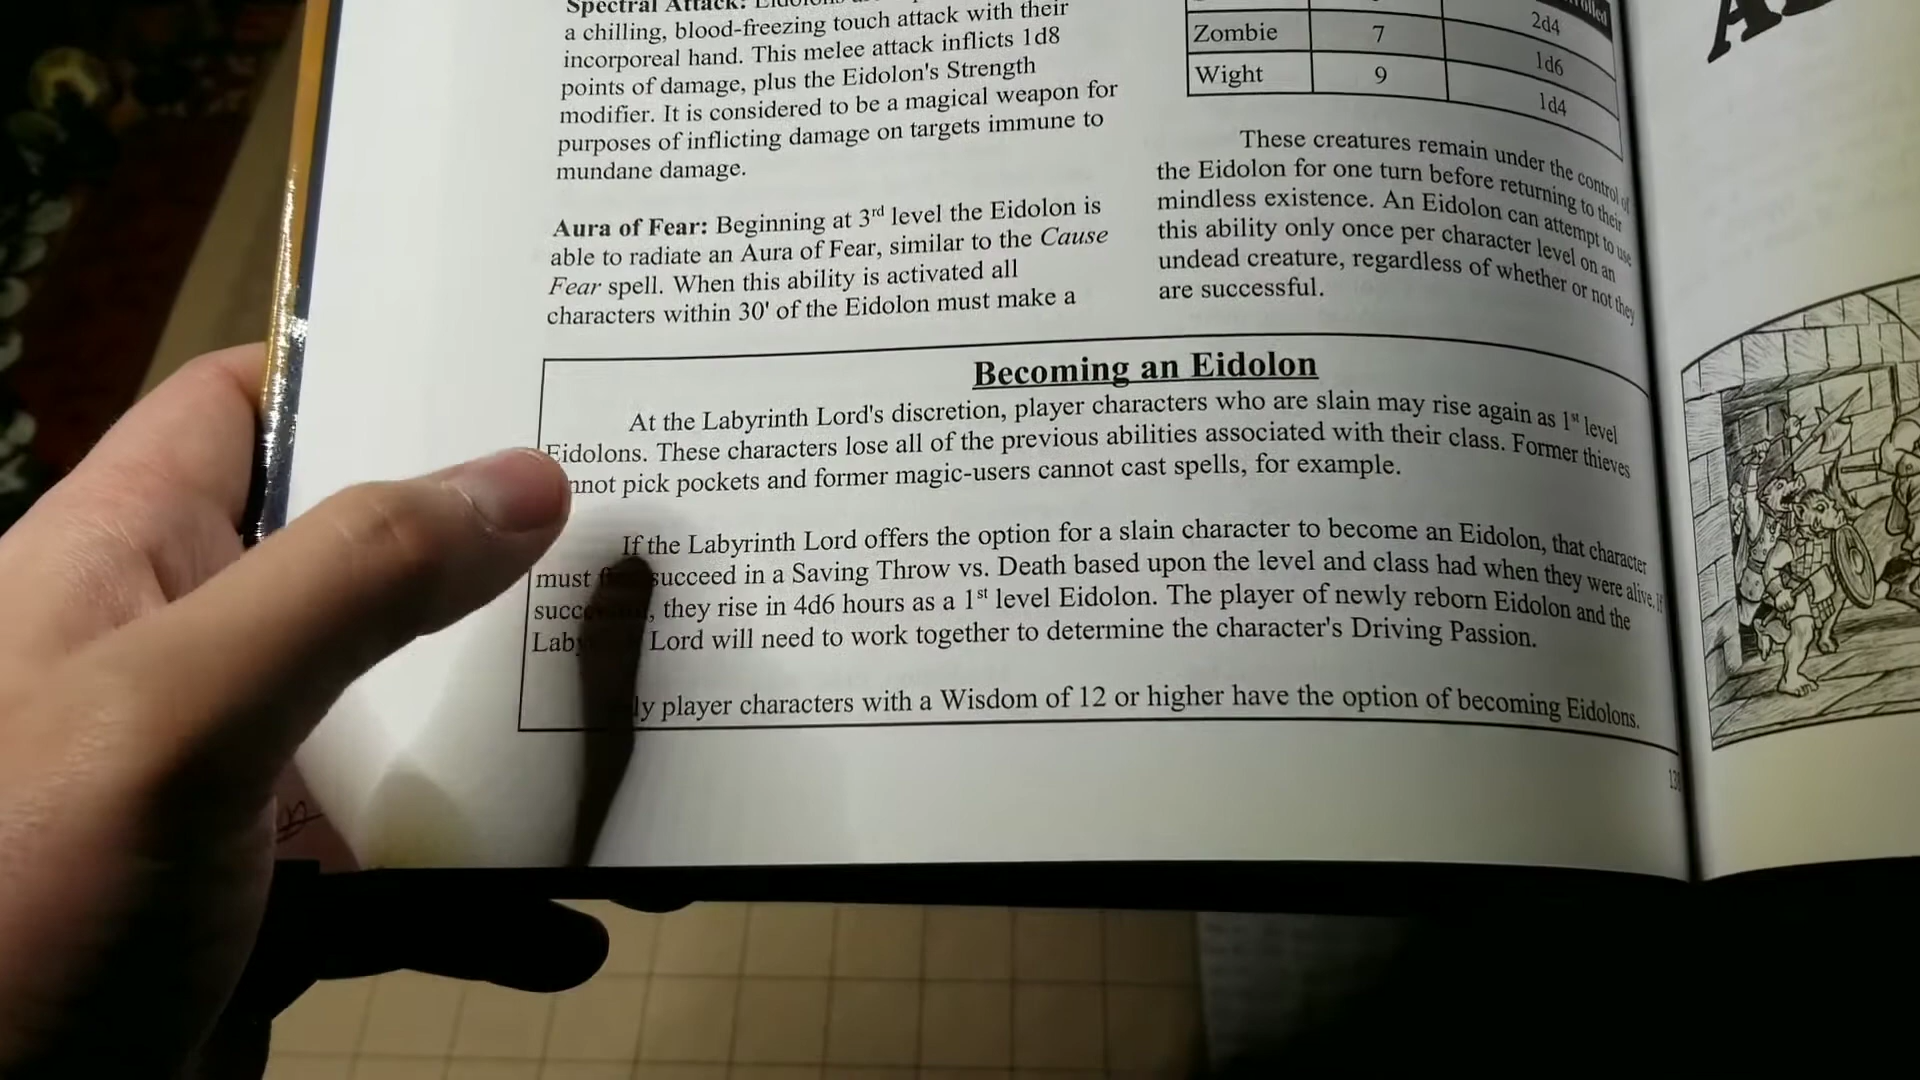 Spectral Attack:
a chilling, blood-freezing touch attack with their
incorporeal hand. This melee attack inflicts 1d8
points of damage, plus the Eidolon's Strength
modifier. It is considered to be a magical weapon for
purposes of inflicting damage on targets immune to
mundane damage.
Aura of Fear: Beginning at 3rd level the Eidolon is
able to radiate an Aura of Fear, similar to the Cause
Fear spell. When this ability is activated all
characters within 30' of the Eidolon must make a
2d4
Zombie 7 1d6
Wight 9 1d4
These creatures remain under the control of
the Eidolon for one turn before returning to their
mindless existence. An Eidolon can attempt to use
this ability only once per character level on an
undead creature, regardless of whether or not they
are successful.
Becoming an Eidolon
At the Labyrinth Lord's discretion, player characters who are slain may rise again as 1st level
Eidolons. These characters lose all of the previous abilities associated with their class. Former thieves
pick pockets and former magic-users cannot cast spells, for example.
If the Labyrinth Lord offers the option for a slain character to become an Eidolon, that character
must succeed in a Saving Throw vs. Death based upon the level and class had when they were alive. If
they rise in 4d6 hours as a 1st level Eidolon. The player of newly reborn Eidolon and the
Lord will need to work together to determine the character's Driving Passion.
player characters with a Wisdom of 12 or higher have the option of becoming Eidolons.